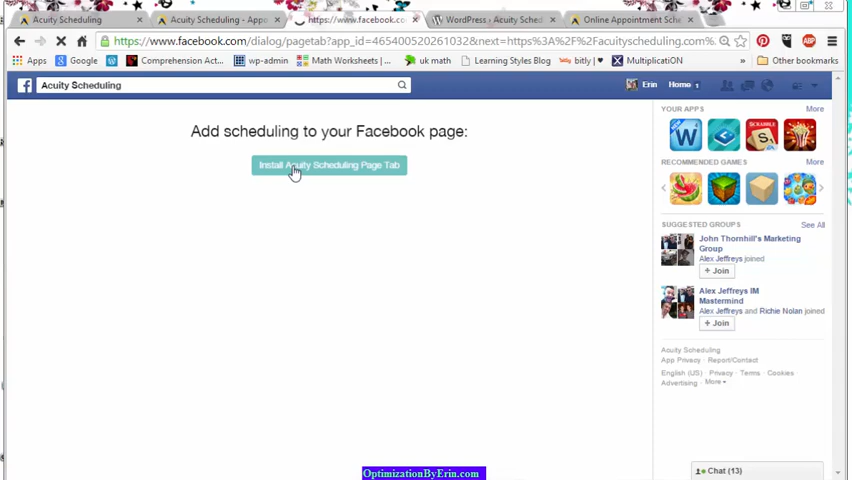 Acuity Scheduling
Acuity Scheduling - Appo
https://www.facebook.co
WordPress ‹ Acuity Sched
Online Appointment Sche
https://www.facebook.com/dialog/pagetab?app_id=465400520261032&next=https%3A%2F%2Facuityscheduling.com%
Apps
Google
Comprehension Act...
wp-admin
Math Worksheets |...
uk math
Learning Styles Blog
bitly
MultiplicatiON
Other bookmarks
Acuity Scheduling
Erin
Home 1
Add scheduling to your Facebook page:
Install Acuity Scheduling Page Tab
YOUR APPS
More
RECOMMENDED GAMES
More
SUGGESTED GROUPS
See All
John Thornhill's Marketing
Group
Alex Jeffreys joined
+ Join
Alex Jeffreys IM
Mastermind
Alex Jeffreys and Richie Nolan joined
+ Join
Acuity Scheduling
App Privacy · Report/Contact
English (US) · Privacy · Terms · Cookies ·
Advertising · More
Chat (13)
OptimizationByErin.com